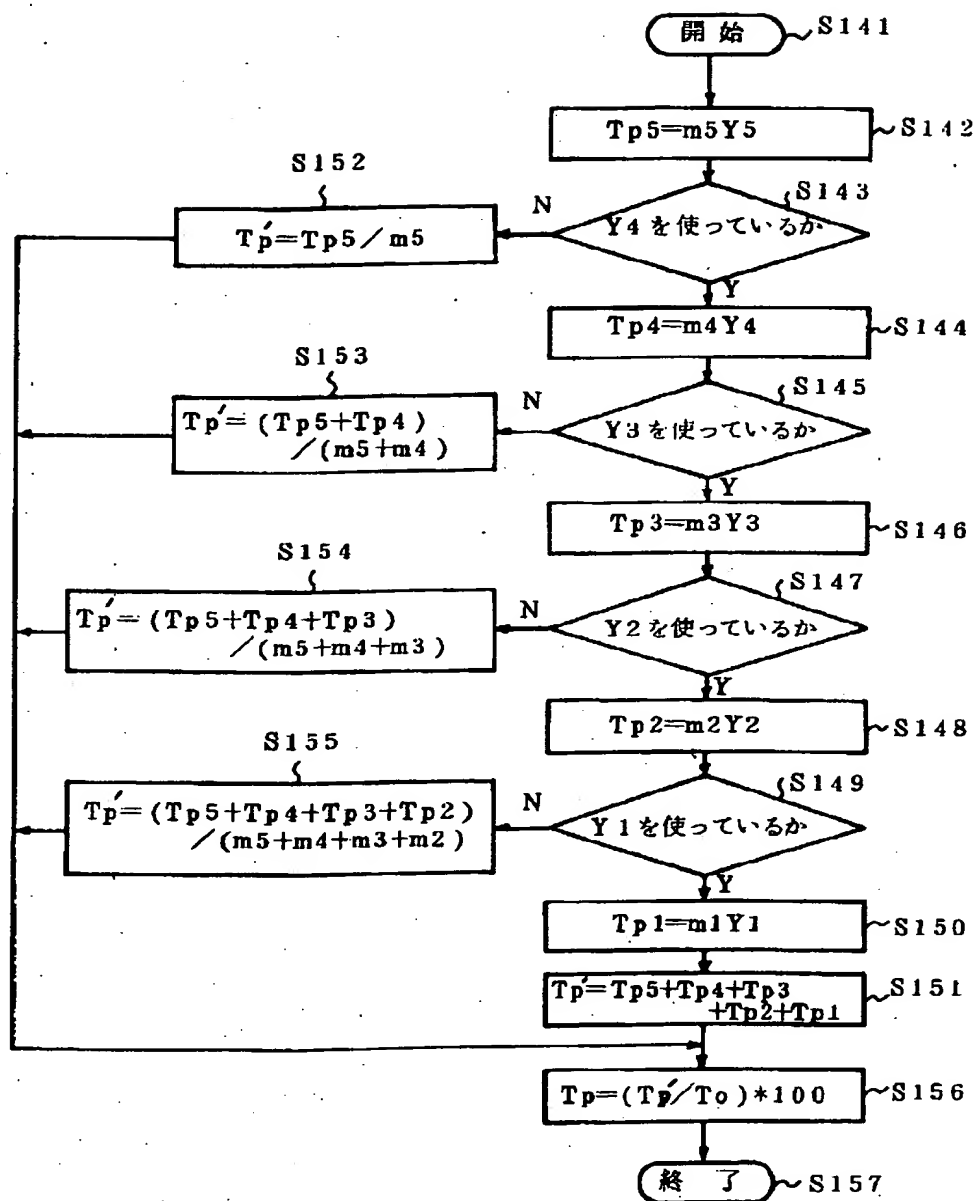 開始
S141
Tp5=m5Y5
S142
S152
S143
N
Tp'=Tp5/m5
Y4を使っているか
Y
Tp4=m4Y4
S144
S153
S145
N
Tp'=(Tp5+Tp4)
/(m5+m4)
Y3を使っているか
Y
Tp3=m3Y3
S146
S154
S147
N
Tp'=(Tp5+Tp4+Tp3)
/(m5+m4+m3)
Y2を使っているか
Y
Tp2=m2Y2
S148
S155
S149
N
Tp'=(Tp5+Tp4+Tp3+Tp2)
/(m5+m4+m3+m2)
Y1を使っているか
Y
Tp1=m1Y1
S150
Tp'=Tp5+Tp4+Tp3
+Tp2+Tp1
S151
Tp=(Tp'/To)*100
S156
終了
S157